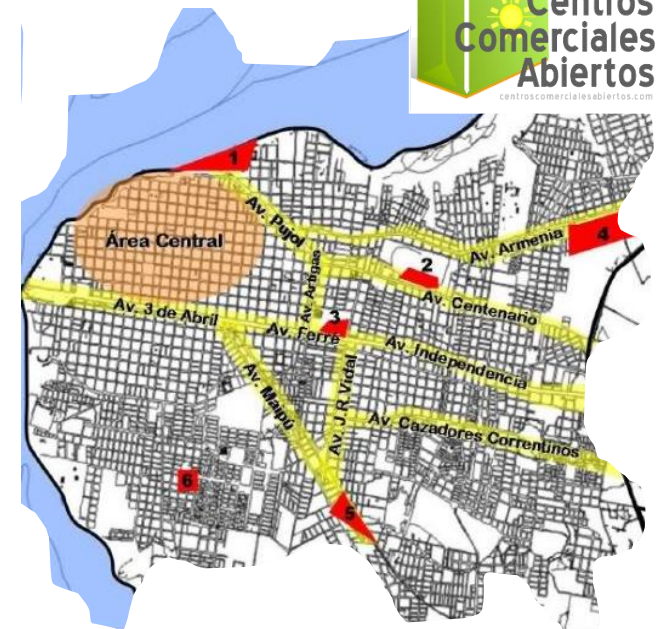 Centros
Comerciales
Abiertos
centroscomercialesabiertos.com
1
Av. Pujol
Área Central
4
Av. Armenia
2
Av. Artigas
Av. Centenario
Av. 3 de Abril
3
Av. Ferré
Av. Independencia
Av. Maipú
Av. J.R. Vidal
Av. Cazadores Correntinos
6
5